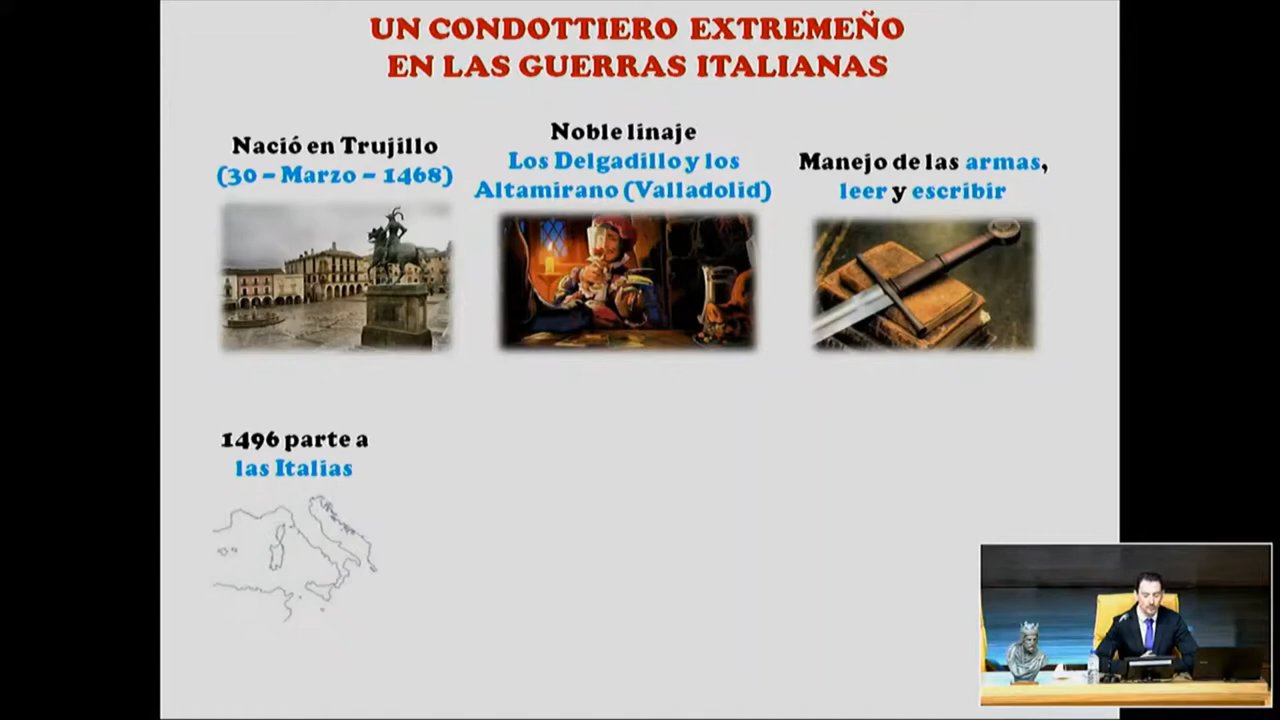 UN CONDOTTIERO EXTREMEÑO
EN LAS GUERRAS ITALIANAS
Nació en Trujillo
(30 – Marzo – 1468)
Noble linaje
Los Delgadillo y los
Altamirano (Valladolid)
Manejo de las armas,
leer y escribir
1496 parte a
las Italias